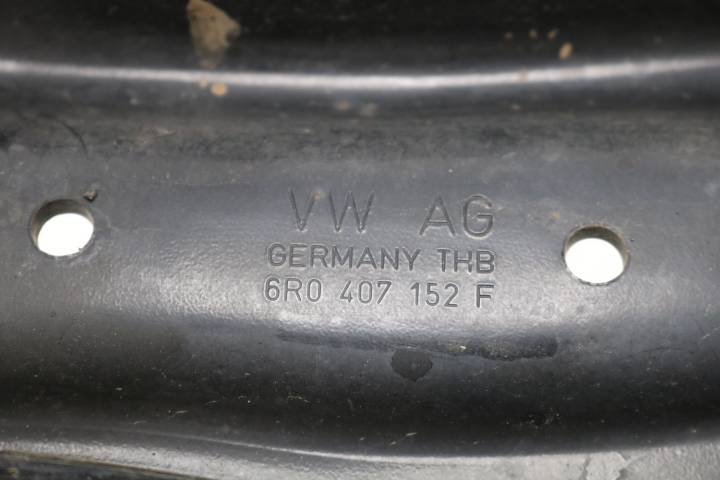 VW AG
GERMANY THB
6R0 407 152 F